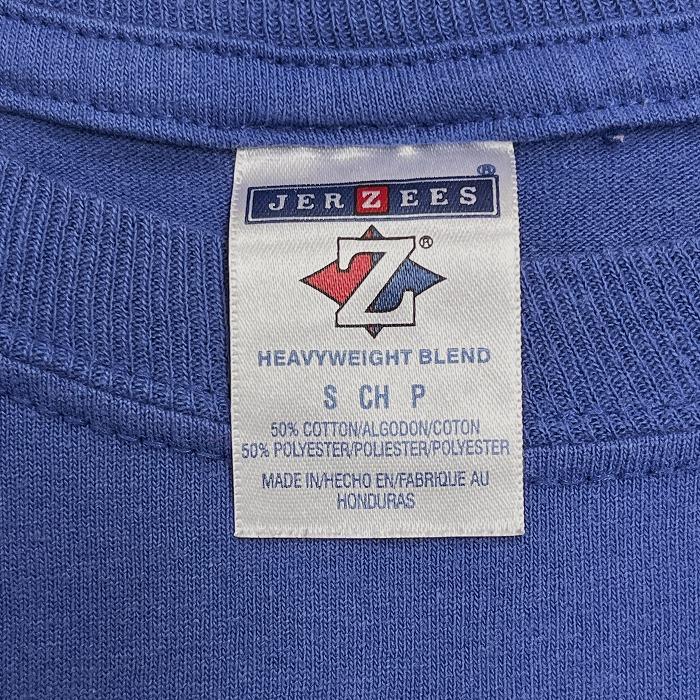 JERZEES®
Z®
HEAVYWEIGHT BLEND
S CH P
50% COTTON/ALGODON/COTON
50% POLYESTER/POLIESTER/POLYESTER
MADE IN/HECHO EN/FABRIQUE AU
HONDURAS